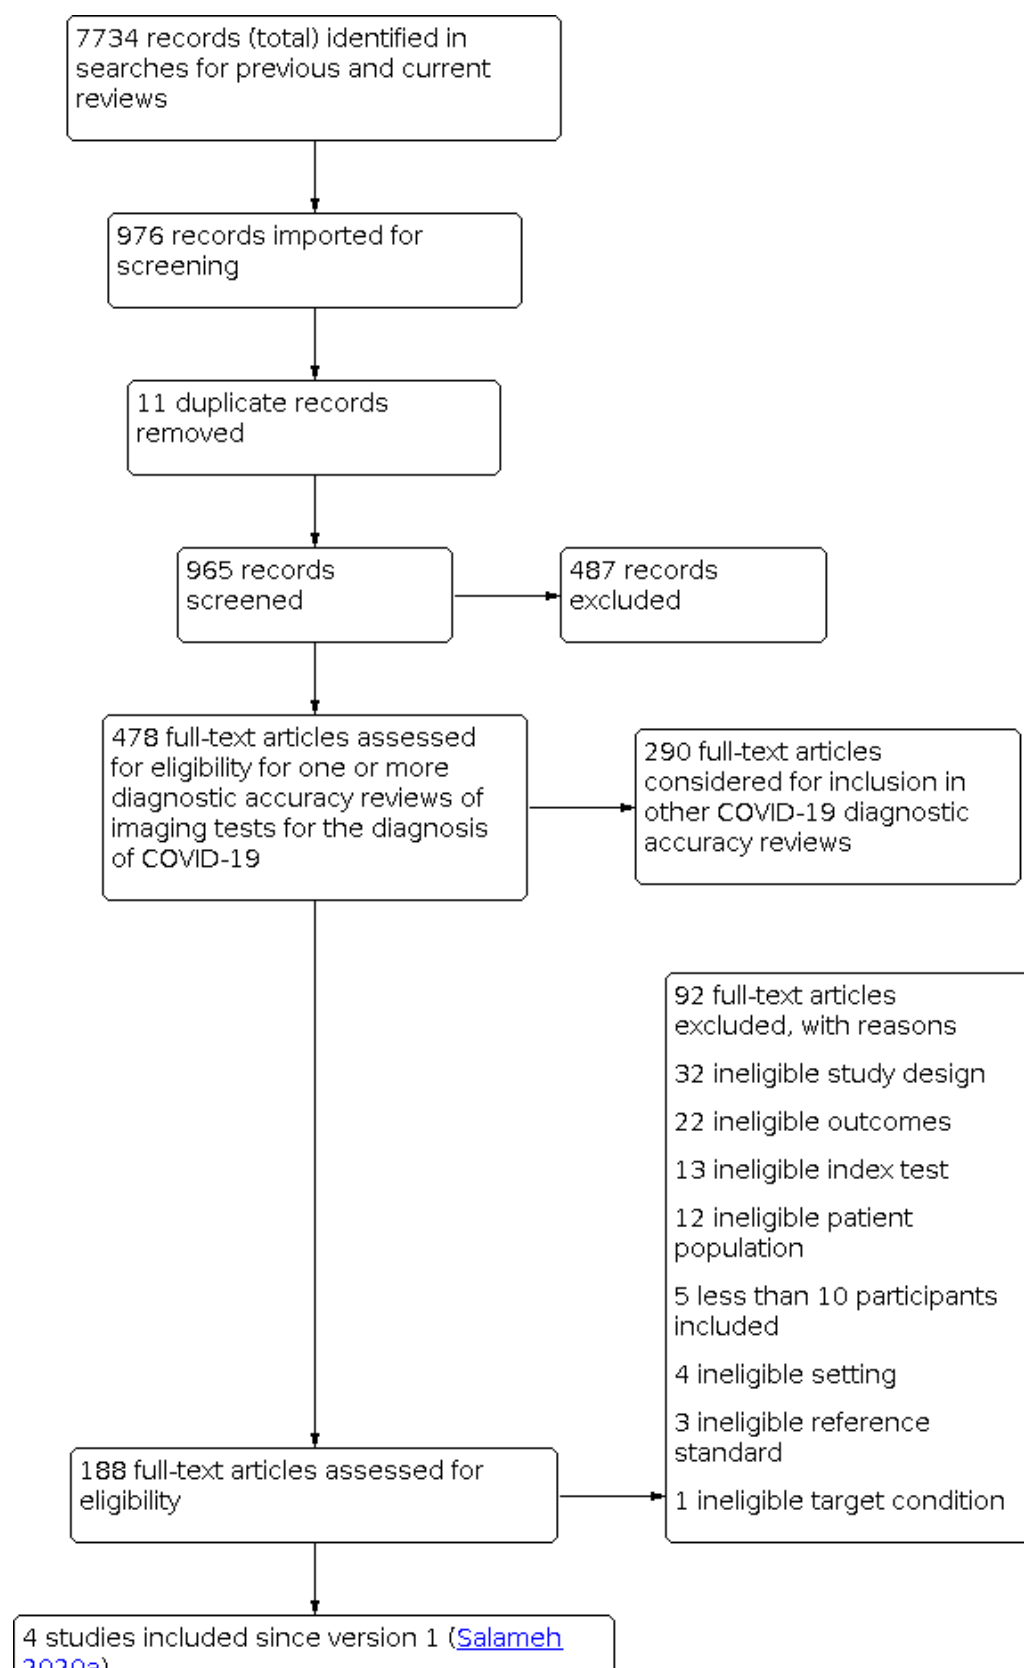 7734 records (total) identified in
searches for previous and current
reviews
976 records imported for
screening
11 duplicate records
removed
965 records
screened
487 records
excluded
478 full-text articles assessed
for eligibility for one or more
diagnostic accuracy reviews of
imaging tests for the diagnosis
of COVID-19
290 full-text articles
considered for inclusion in
other COVID-19 diagnostic
accuracy reviews
92 full-text articles
excluded, with reasons
32 ineligible study design
22 ineligible outcomes
13 ineligible index test
12 ineligible patient
population
5 less than 10 participants
included
4 ineligible setting
3 ineligible reference
standard
1 ineligible target condition
188 full-text articles assessed for
eligibility
4 studies included since version 1 (Salameh
2020a)